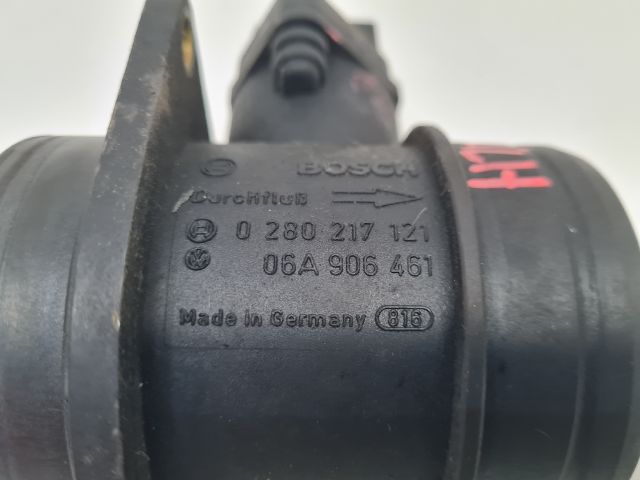 BOSCH
Durchfluß
0 280 217 121
06A 906 461
Made in Germany 816